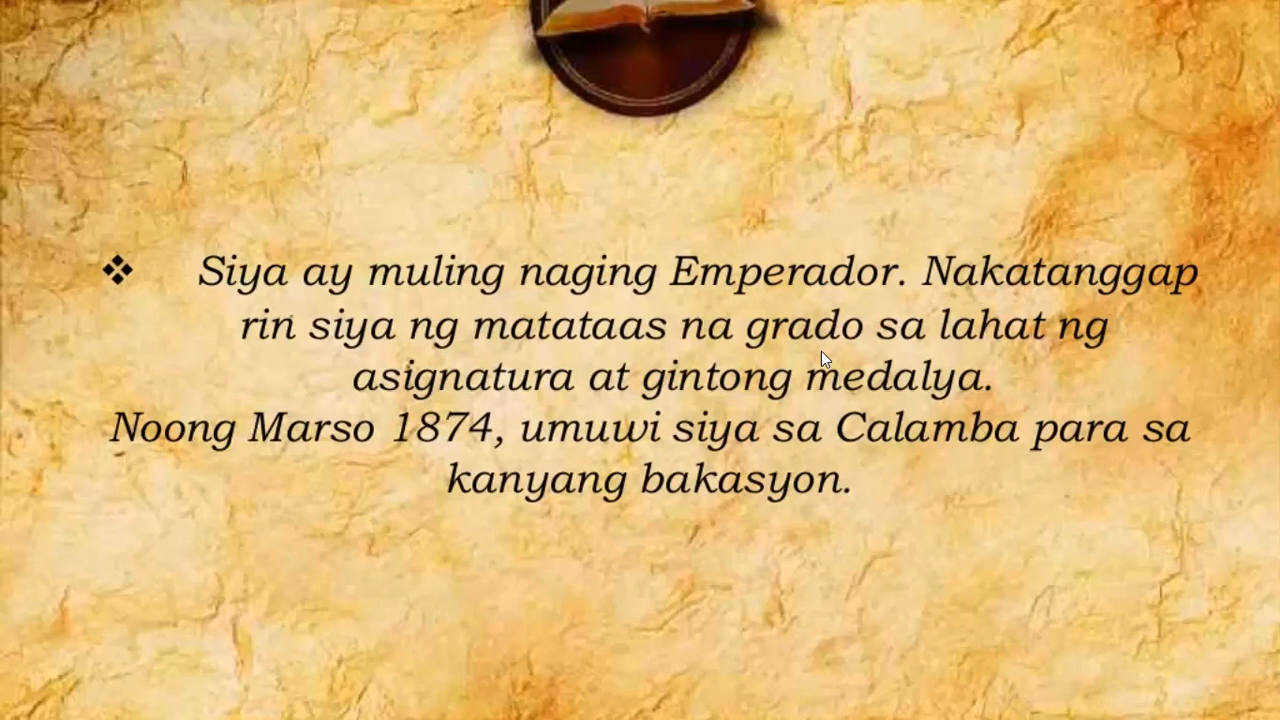 ❖ Siya ay muling naging Emperador. Nakatanggap
rin siya ng matataas na grado sa lahat ng
asignatura at gintong medalya.
Noong Marso 1874, umuwi siya sa Calamba para sa
kanyang bakasyon.